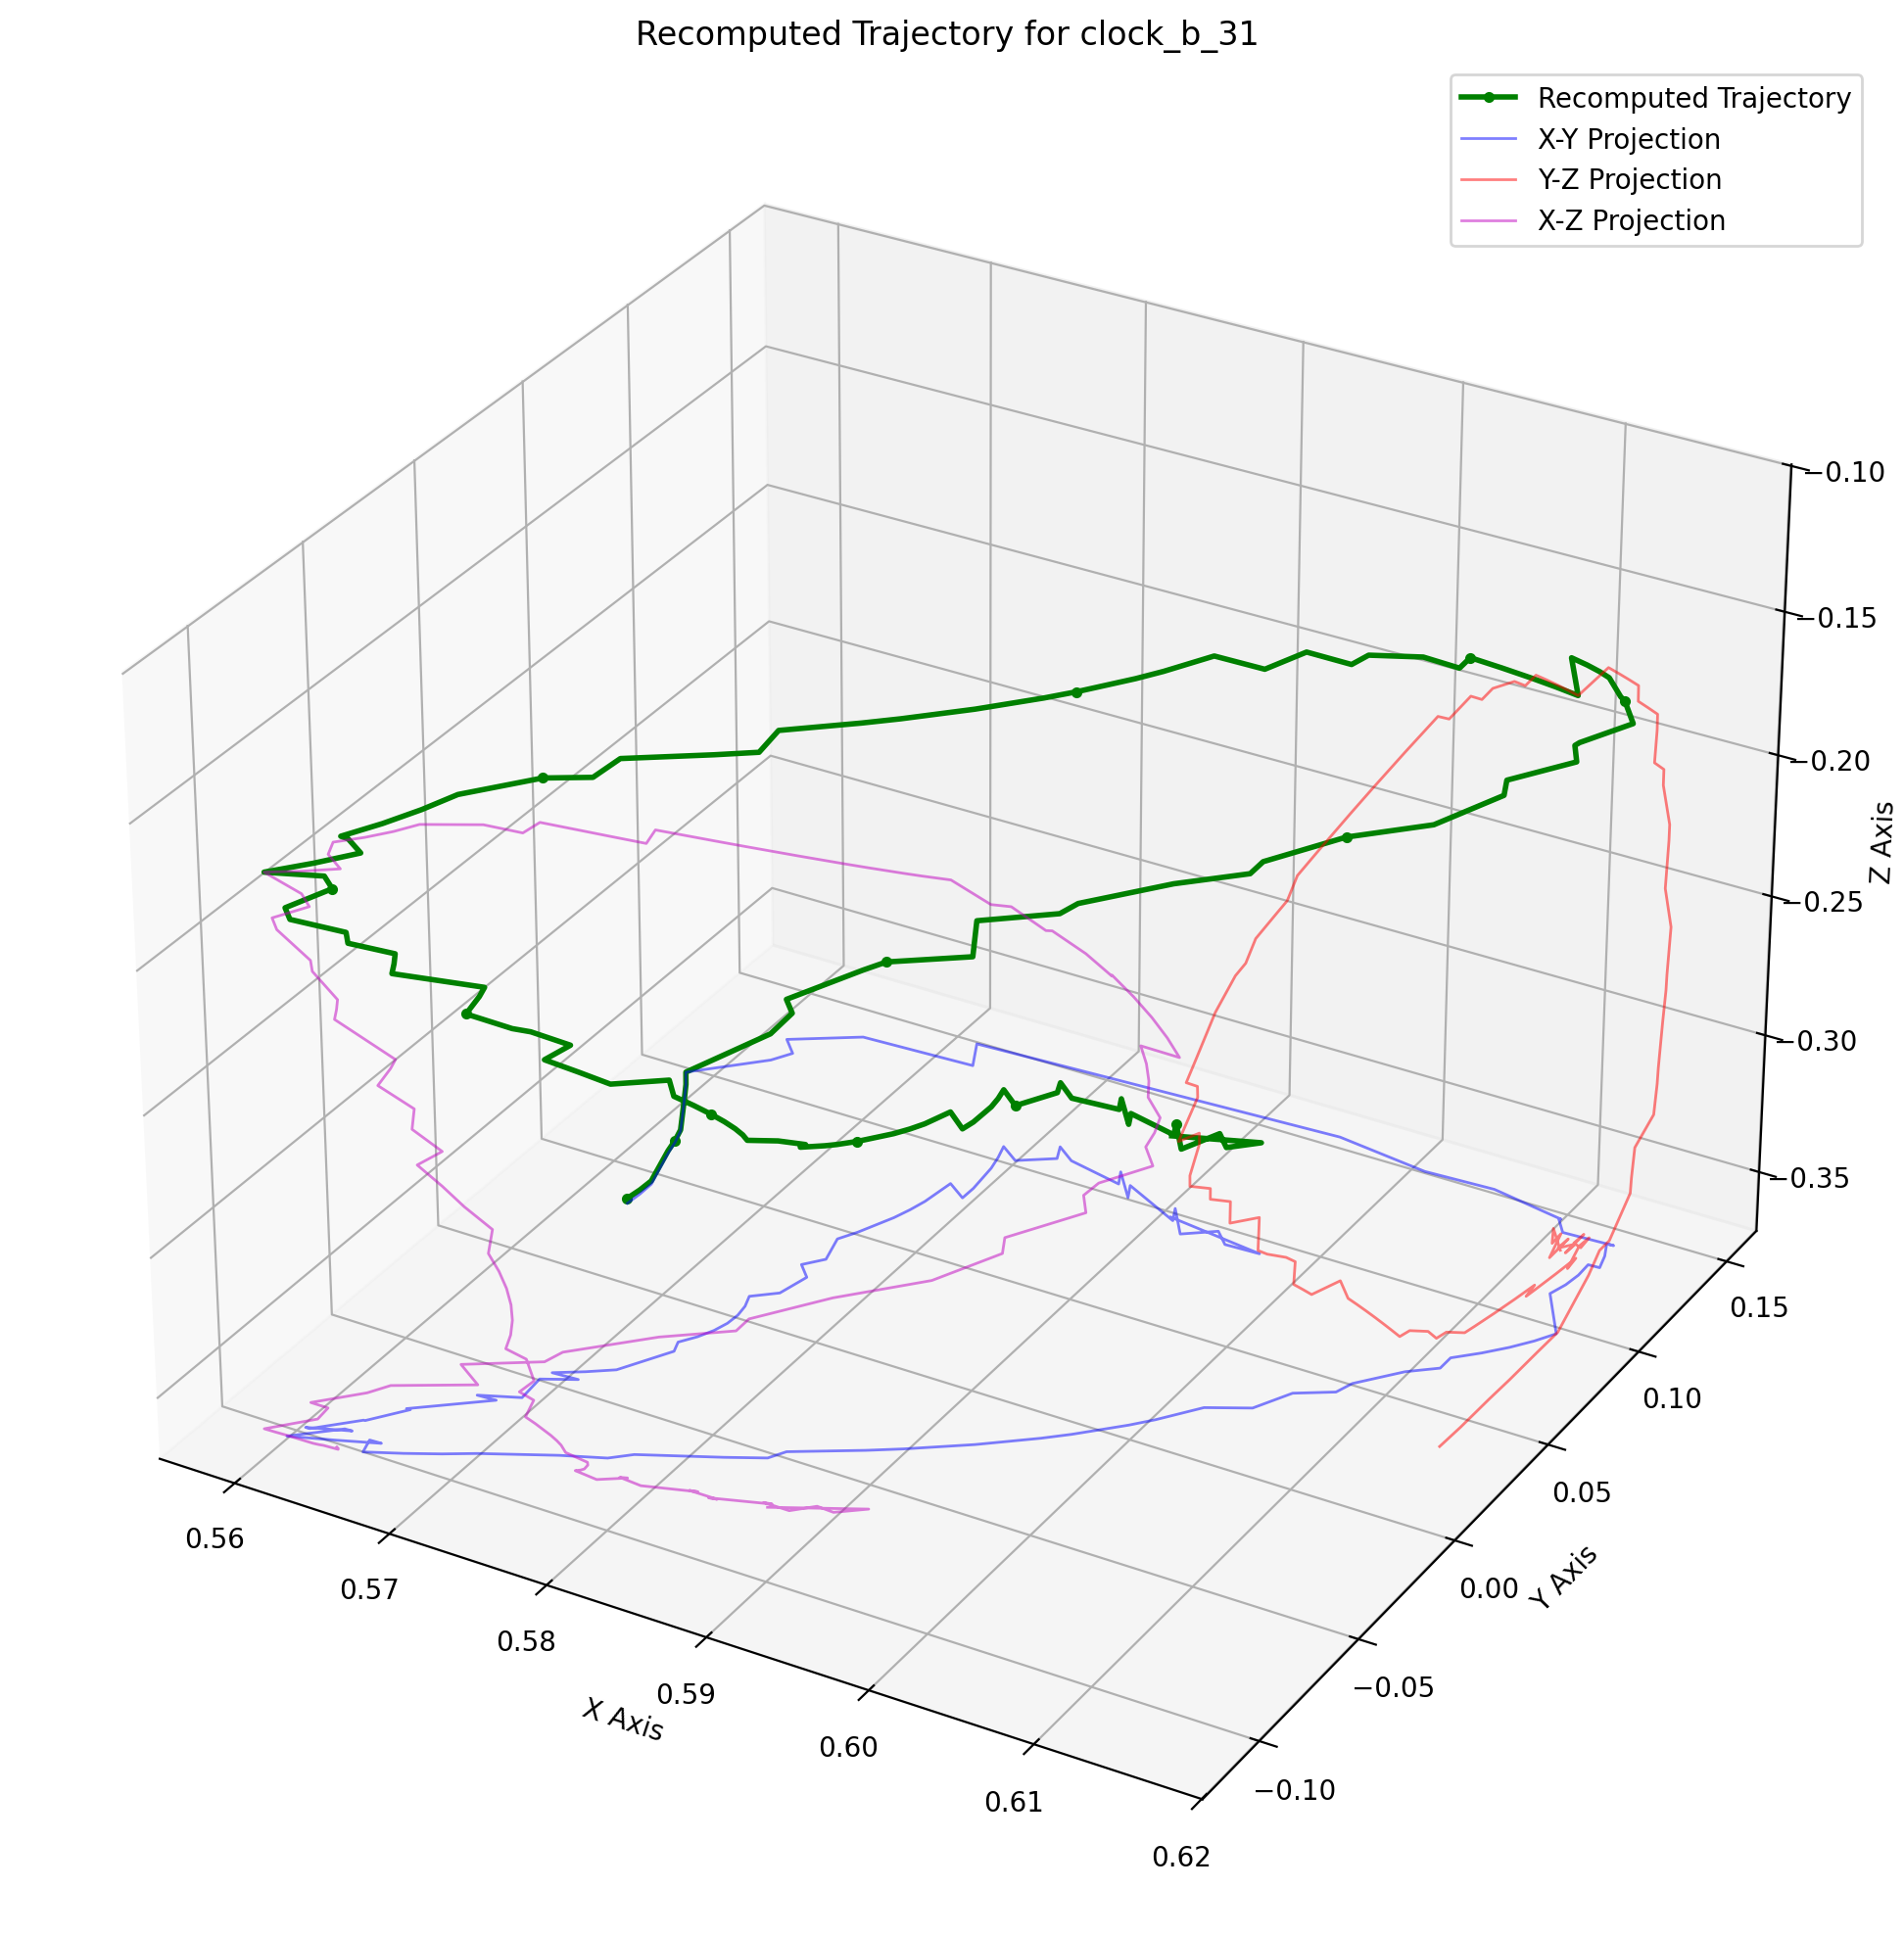 Recomputed Trajectory for clock_b_31
Recomputed Trajectory
X-Y Projection
Y-Z Projection
X-Z Projection
−0.10
−0.15
−0.20
−0.25
−0.30
−0.35
Z Axis
0.15
0.10
0.05
0.00
−0.05
−0.10
Y Axis
0.56
0.57
0.58
0.59
0.60
0.61
0.62
X Axis